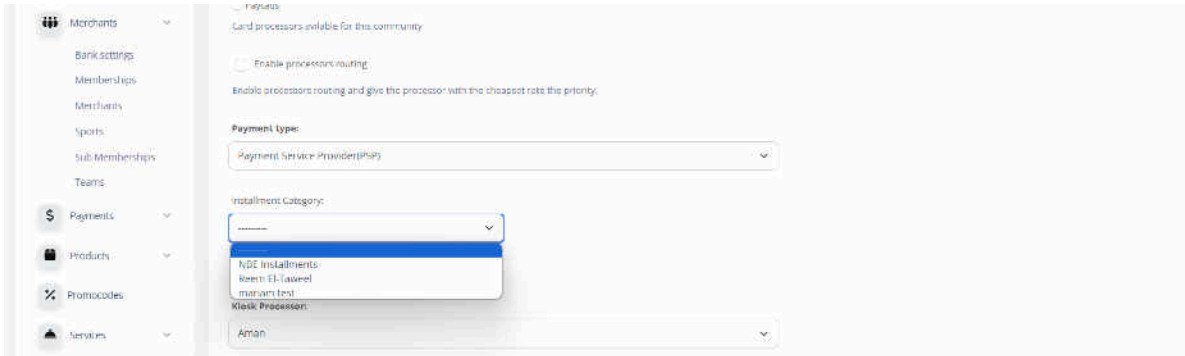 Merchants
Bank settings
Memberships
Merchants
Sports
Sub Memberships
Teams
Payments
Products
Promocodes
Services
Paytabs
Card processors avilable for this community
Enable processors routing
Enable processors routing and give the processor with the cheapset rate the priority.
Payment type:
Payment Service Provider(PSP)
Installment Category:
---------
---------
NBE Installments
Reem El-Taweel
mariam test
Kiosk Processor:
Aman